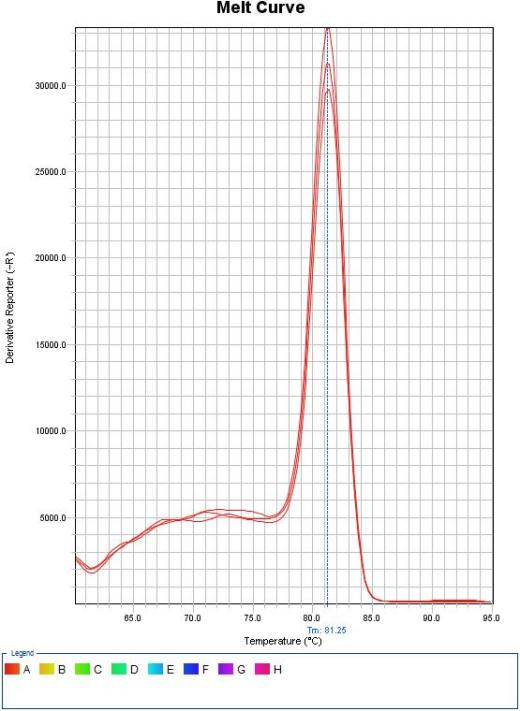 Melt Curve
30000.0
25000.0
20000.0
15000.0
10000.0
5000.0
Derivative Reporter (-R')
65.0 70.0 75.0 80.0 85.0 90.0 95.0
Tm: 81.25
Temperature (°C)
Legend
A B C D E F G H